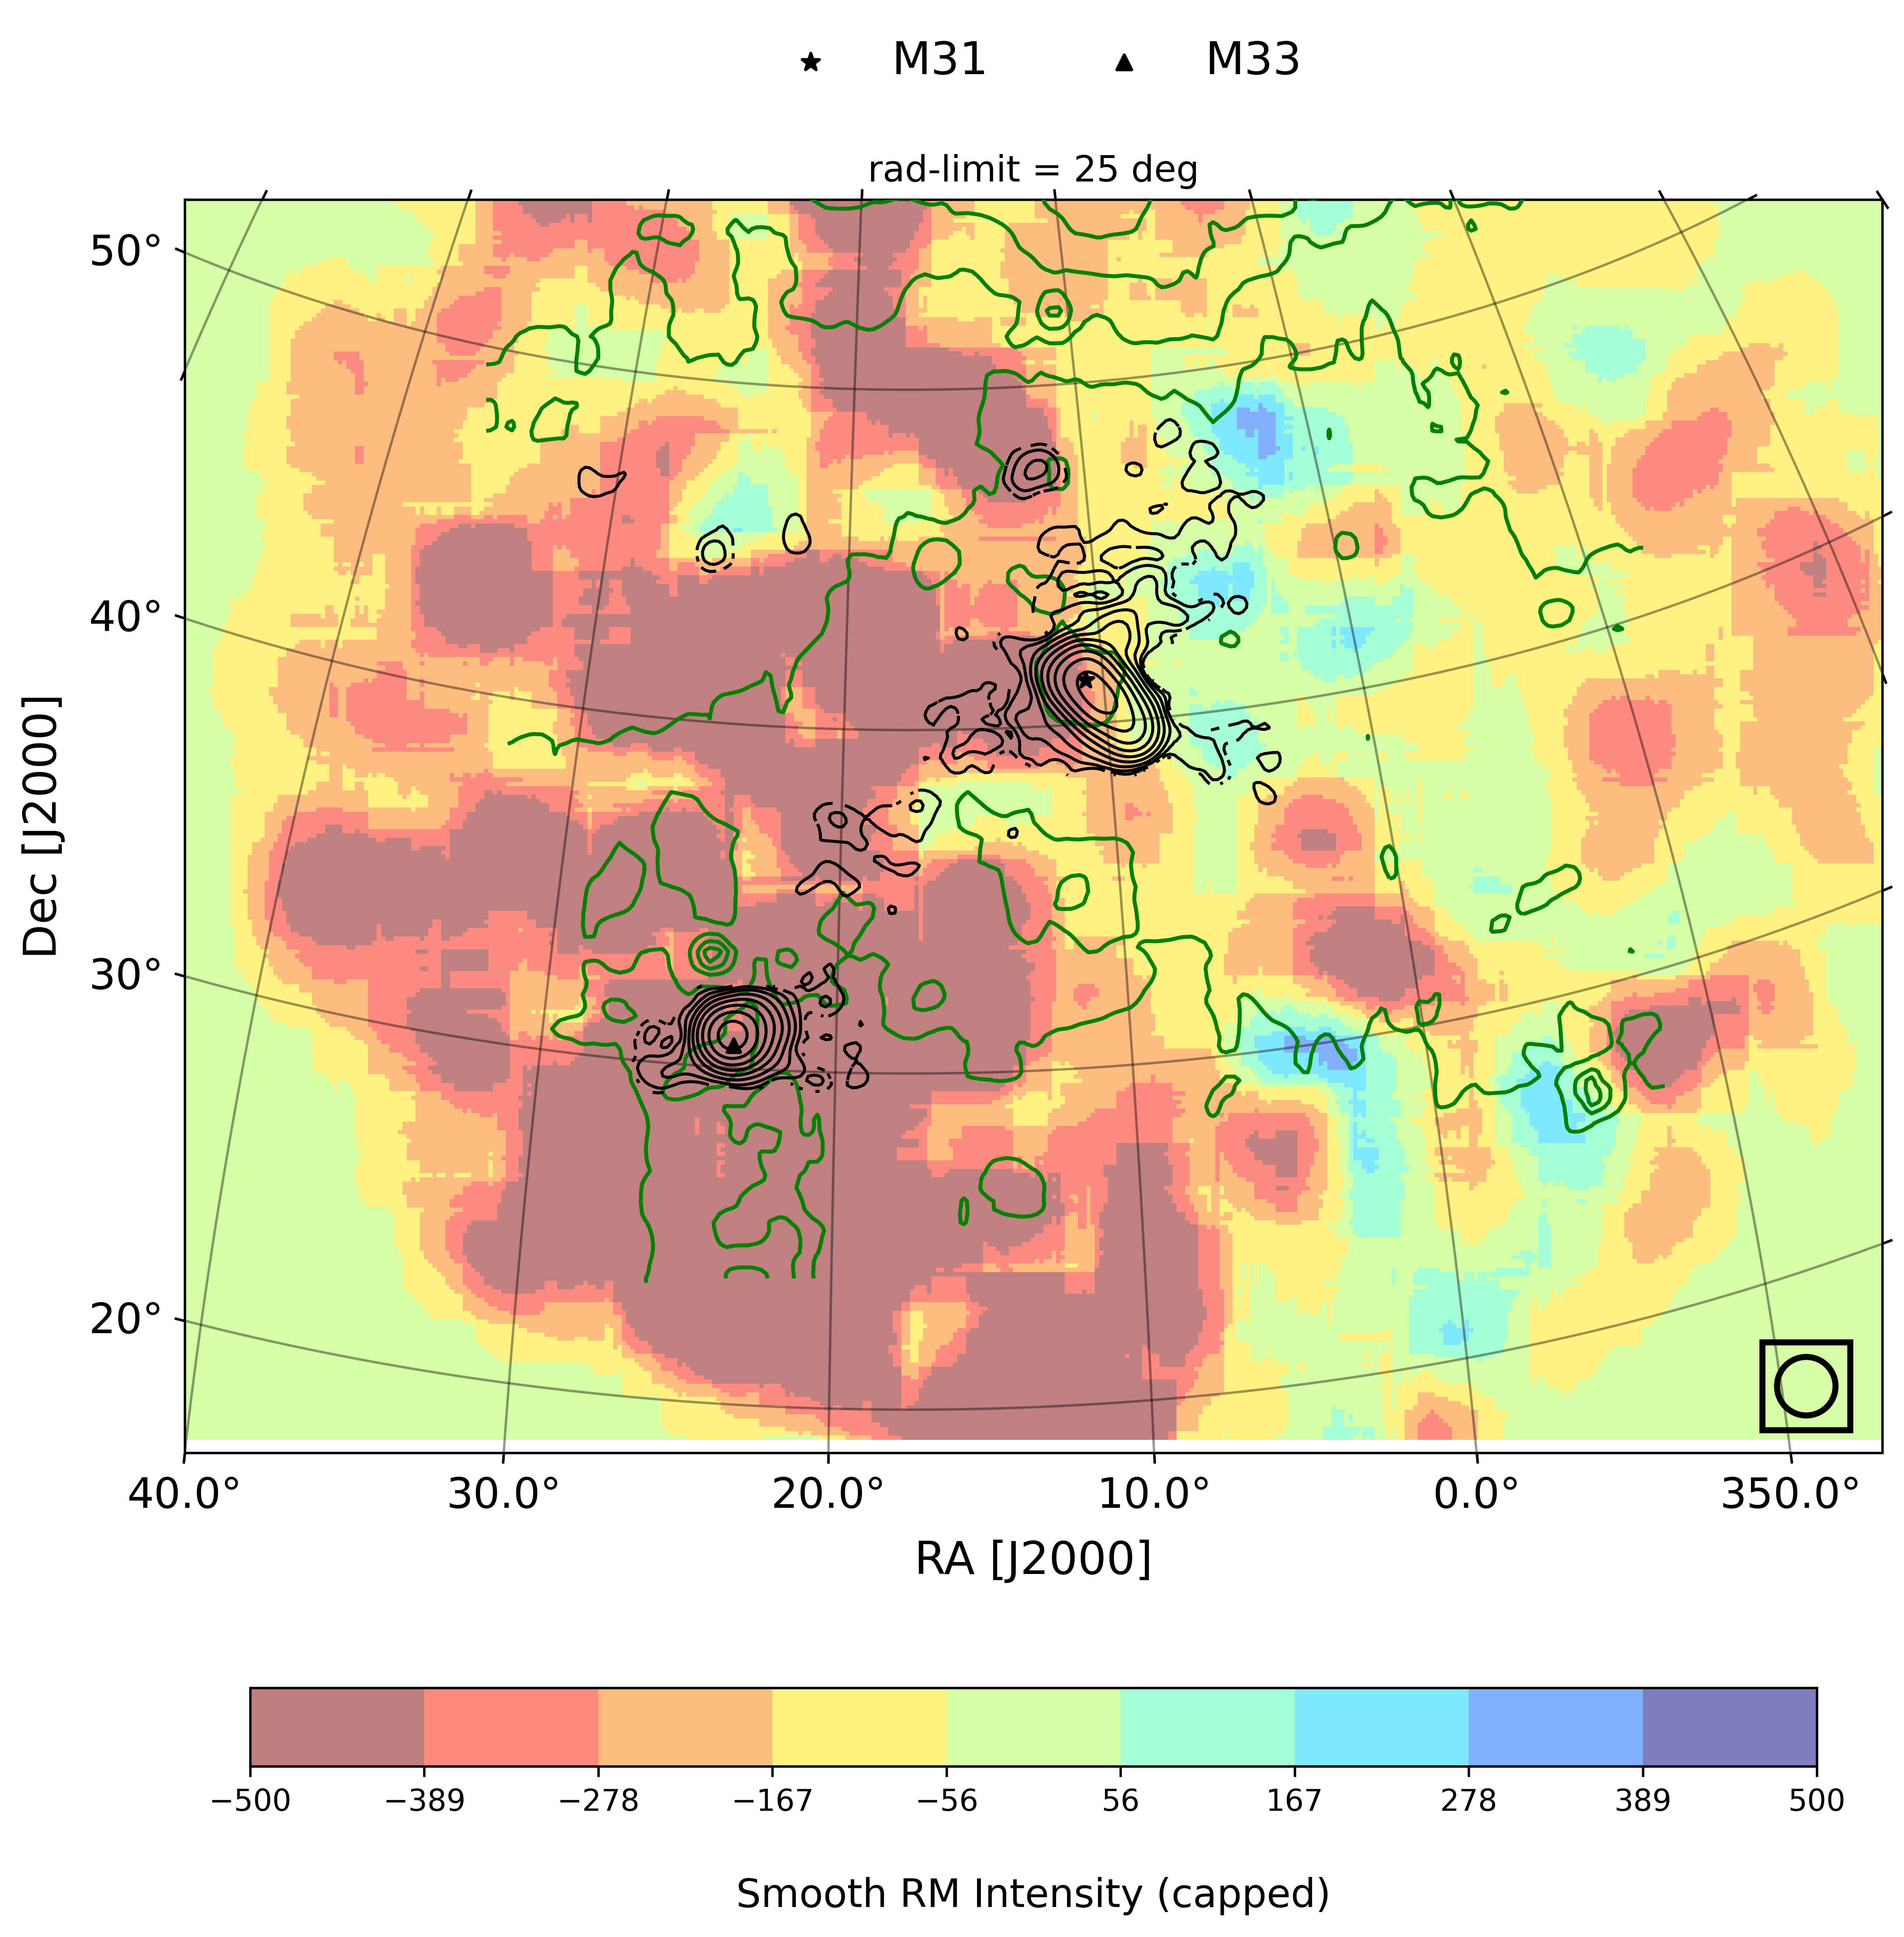 M31 M33
rad-limit = 25 deg
50°
40°
30°
20°
Dec [J2000]
40.0° 30.0° 20.0° 10.0° 0.0° 350.0°
RA [J2000]
−500 −389 −278 −167 −56 56 167 278 389 500
Smooth RM Intensity (capped)